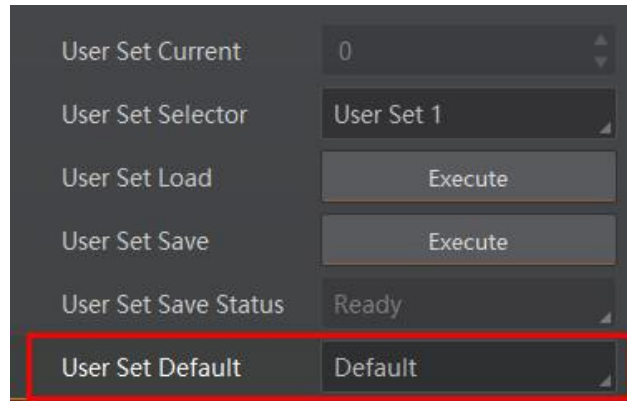 User Set Current 0
User Set Selector User Set 1
User Set Load Execute
User Set Save Execute
User Set Save Status Ready
User Set Default Default